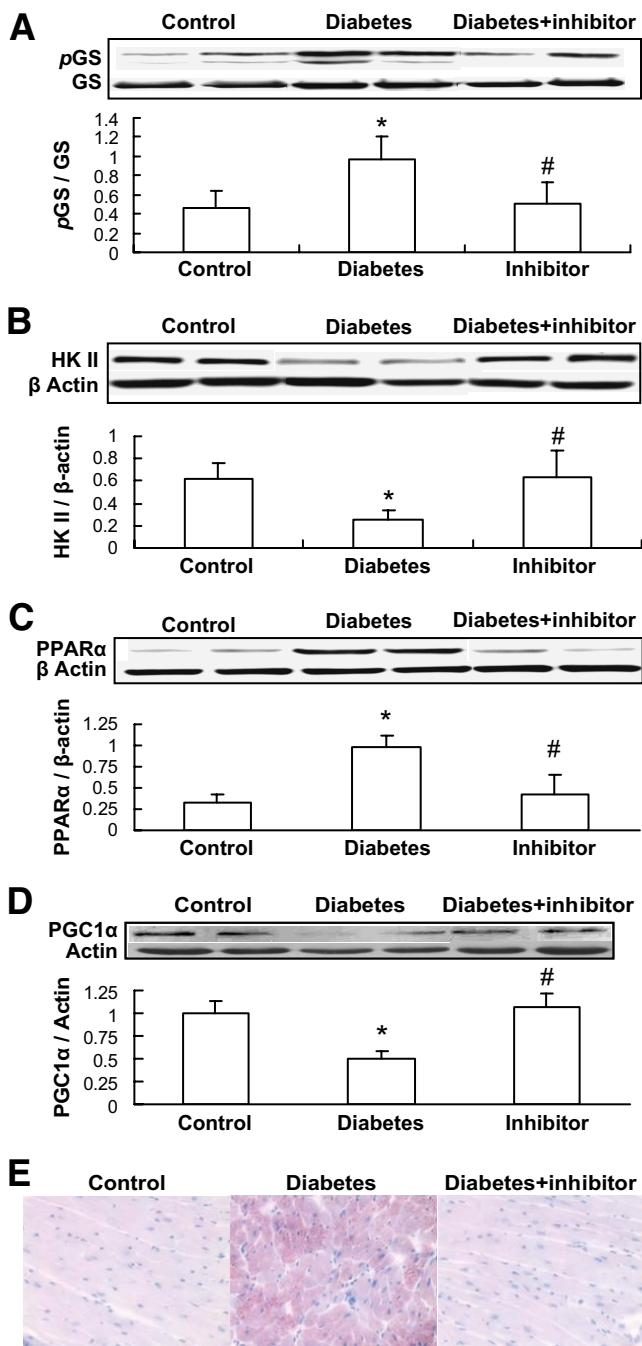 A
Control Diabetes Diabetes+inhibitor
pGS
GS
pGS / GS
1.4
1.2
1
0.8
0.6
0.4
0.2
0
*
#
Control Diabetes Inhibitor
B
Control Diabetes Diabetes+inhibitor
HK II
β Actin
HK II / β-actin
1
0.8
0.6
0.4
0.2
0
*
#
Control Diabetes Inhibitor
C
Control Diabetes Diabetes+inhibitor
PPARα
β Actin
PPARα / β-actin
1.25
1
0.75
0.5
0.25
0
*
#
Control Diabetes Inhibitor
D
Control Diabetes Diabetes+inhibitor
PGC1α
Actin
PGC1α / Actin
1.25
1
0.75
0.5
0.25
0
*
#
Control Diabetes Inhibitor
E
Control Diabetes Diabetes+inhibitor